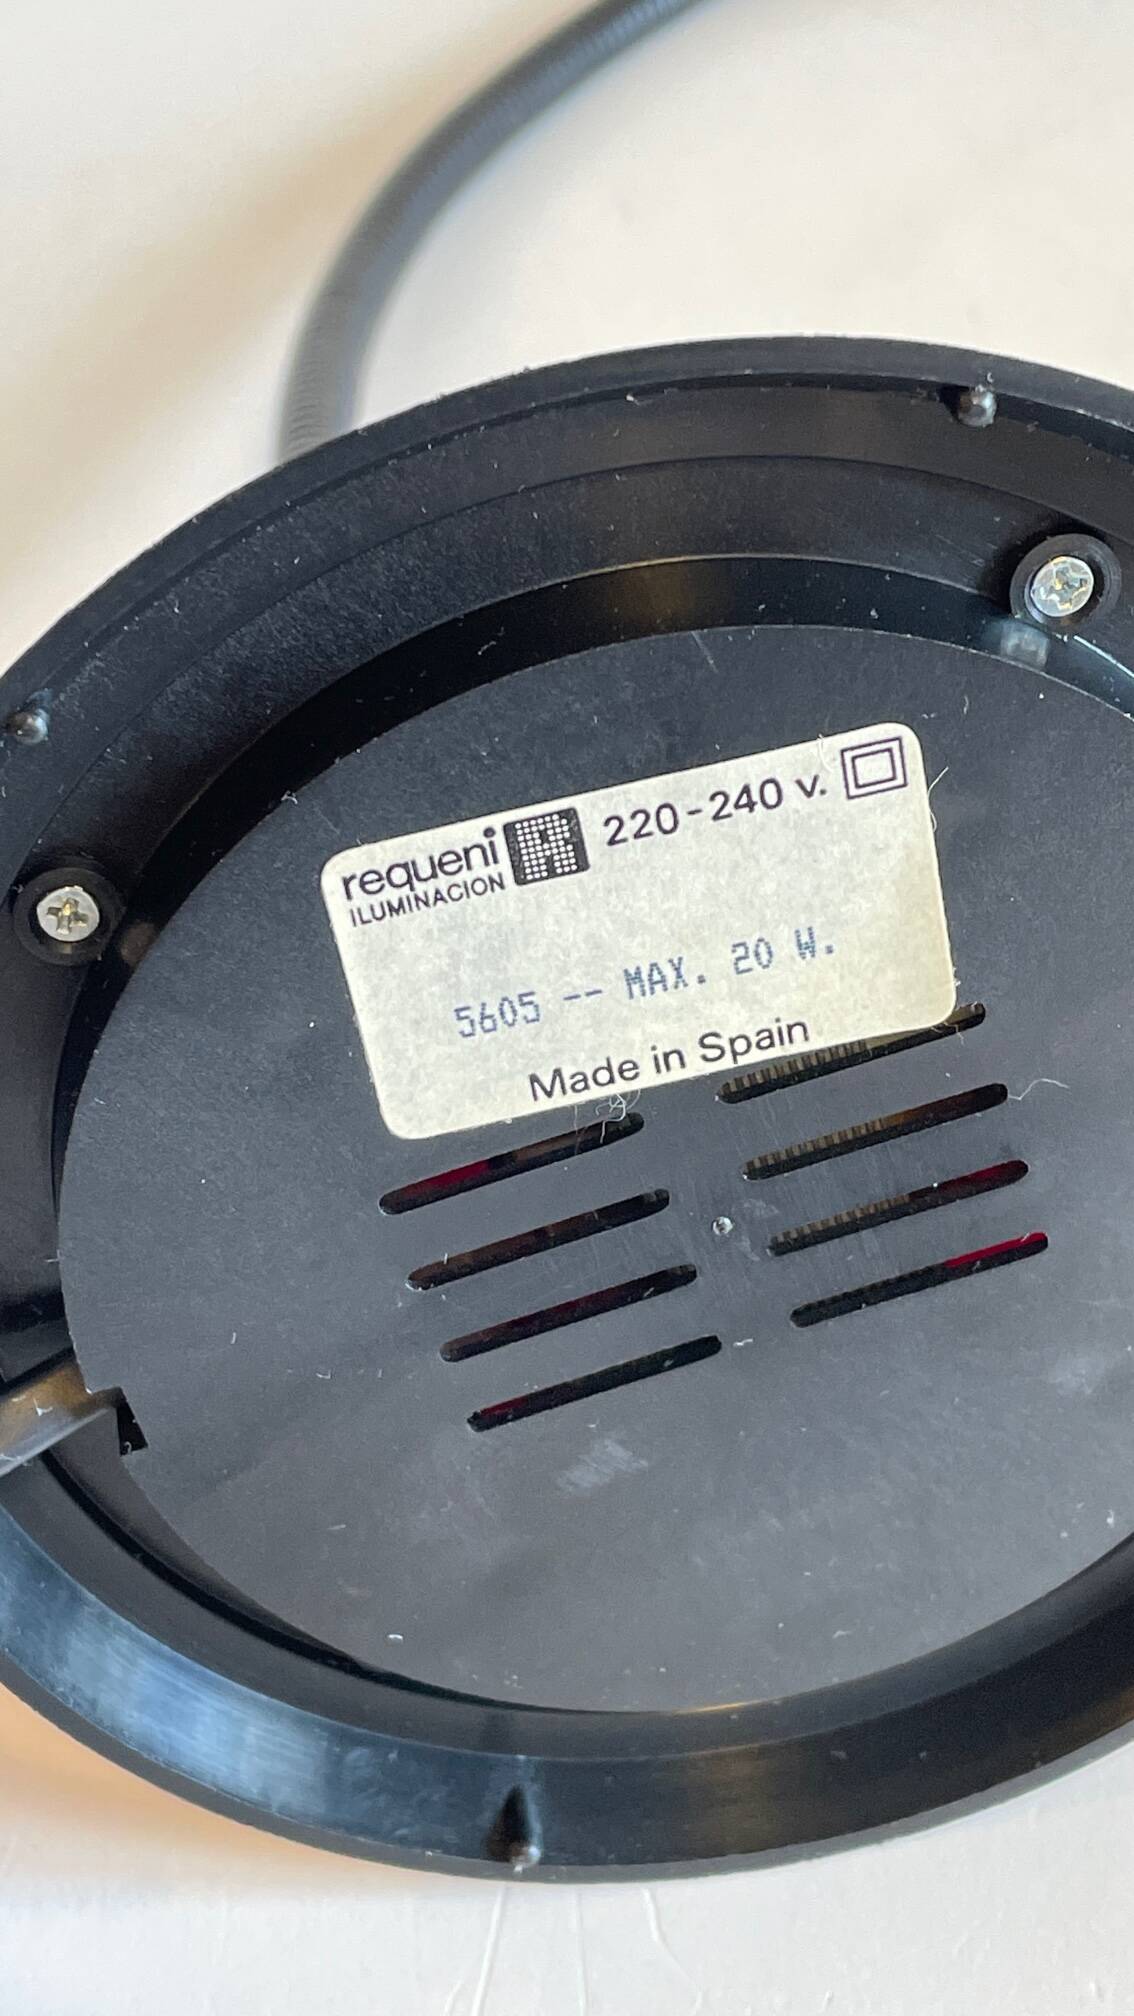 requeni R 220-240 v.
ILUMINACION
5605 -- MAX. 20 W.
Made in Spain